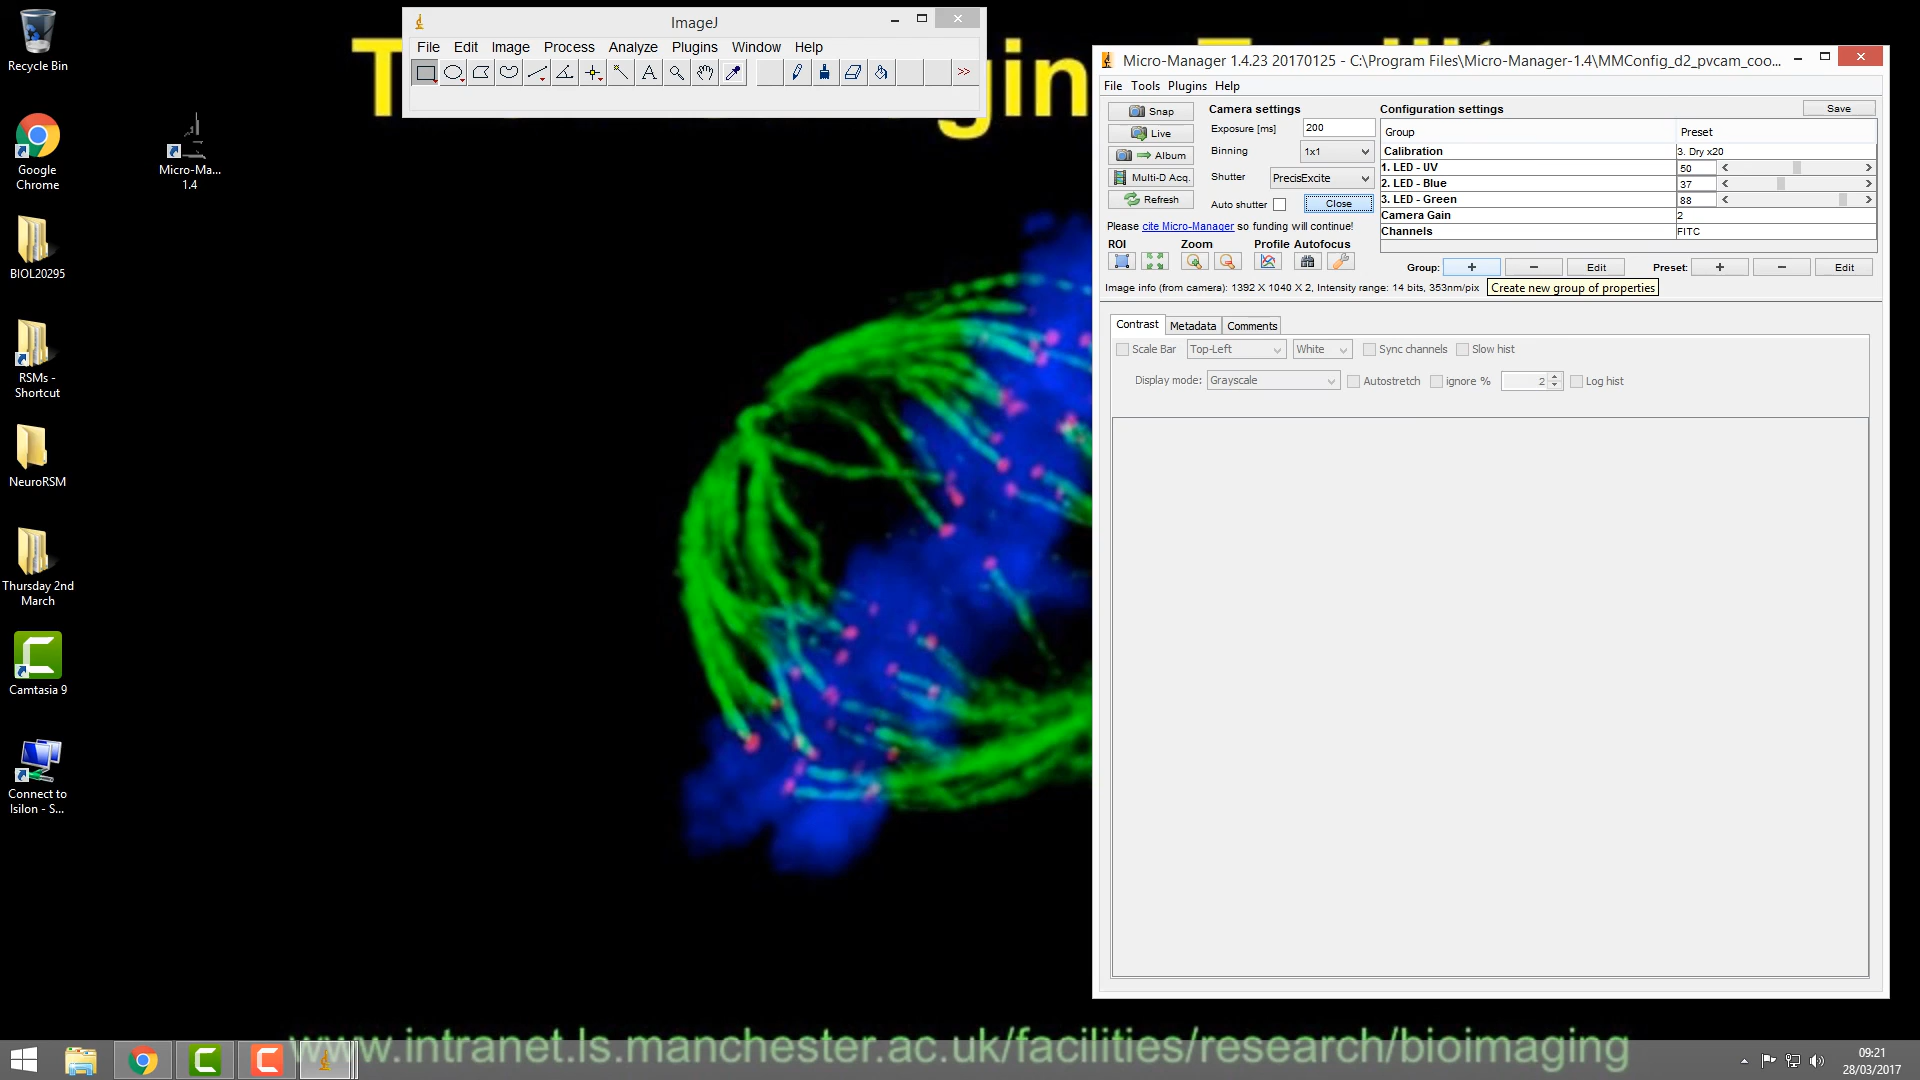 Recycle Bin
Google
Chrome
Micro-Ma...
1.4
BIOL20295
RSMs -
Shortcut
NeuroRSM
Thursday 2nd
March
Camtasia 9
Connect to
Isilon - S...
ImageJ
File Edit Image Process Analyze Plugins Window Help
A
>>
Micro-Manager 1.4.23 20170125 - C:\Program Files\Micro-Manager-1.4\MMConfig_d2_pvcam_coo...
File Tools Plugins Help
Snap
Live
Album
Multi-D Acq.
Refresh
Camera settings
Exposure [ms] 200
Binning 1x1
Shutter PrecisExcite
Auto shutter Close
Please cite Micro-Manager so funding will continue!
ROI Zoom Profile Autofocus
Configuration settings Save
Group Preset
Calibration 3. Dry x20
1. LED - UV 50
2. LED - Blue 37
3. LED - Green 88
Camera Gain 2
Channels FITC
Group: + - Edit Preset: + - Edit
Image info (from camera): 1392 X 1040 X 2, Intensity range: 14 bits, 353nm/pix
Create new group of properties
Contrast Metadata Comments
Scale Bar Top-Left White Sync channels Slow hist
Display mode: Grayscale Autostretch ignore % 2 Log hist
www.intranet.ls.manchester.ac.uk/facilities/research/bioimaging
09:21
28/03/2017